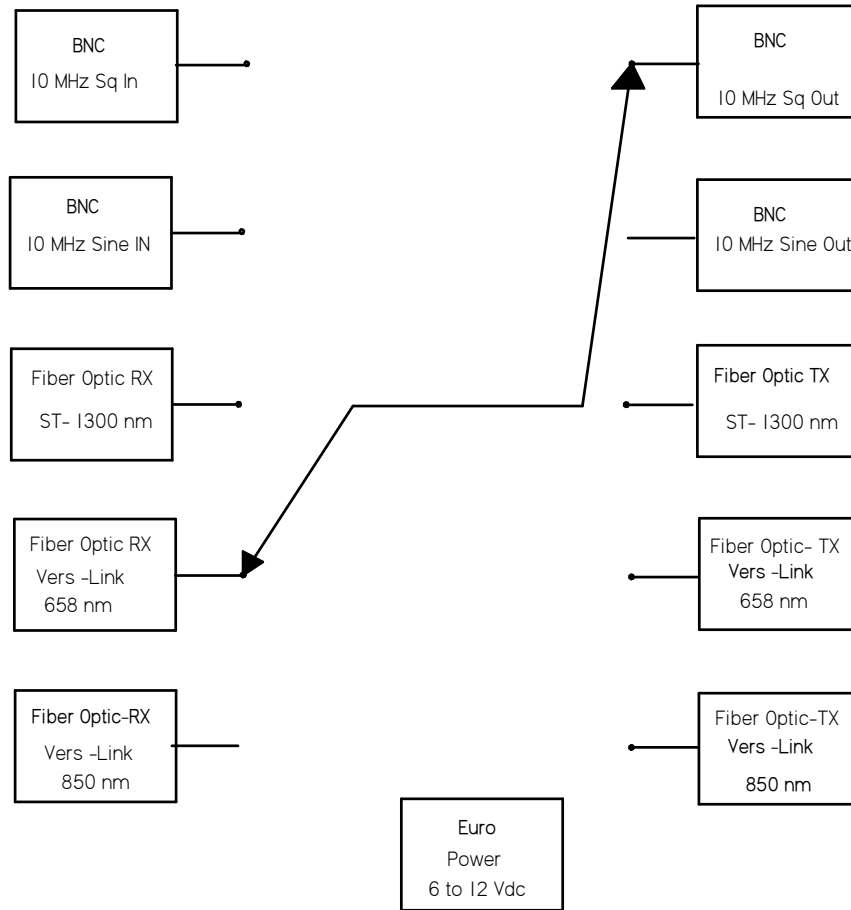 BNC
10 MHz Sq In
BNC
10 MHz Sine IN
Fiber Optic RX
ST- 1300 nm
Fiber Optic RX
Vers -Link
658 nm
Fiber Optic-RX
Vers -Link
850 nm
BNC
10 MHz Sq Out
BNC
10 MHz Sine Out
Fiber Optic TX
ST- 1300 nm
Fiber Optic- TX
Vers -Link
658 nm
Fiber Optic-TX
Vers -Link
850 nm
Euro
Power
6 to 12 Vdc